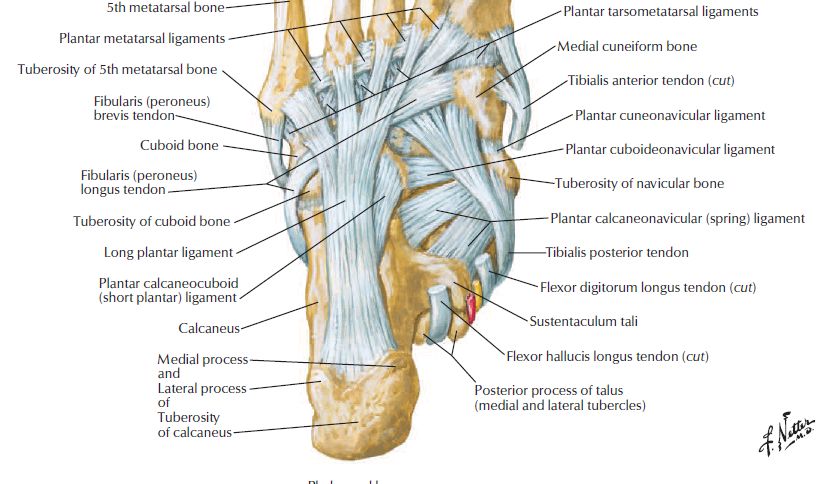 5th metatarsal bone
Plantar metatarsal ligaments
Tuberosity of 5th metatarsal bone
Fibularis (peroneus)
brevis tendon
Cuboid bone
Fibularis (peroneus)
longus tendon
Tuberosity of cuboid bone
Long plantar ligament
Plantar calcaneocuboid
(short plantar) ligament
Calcaneus
Medial process
and
Lateral process
of
Tuberosity
of calcaneus
Plantar tarsometatarsal ligaments
Medial cuneiform bone
Tibialis anterior tendon (cut)
Plantar cuneonavicular ligament
Plantar cuboideonavicular ligament
Tuberosity of navicular bone
Plantar calcaneonavicular (spring) ligament
Tibialis posterior tendon
Flexor digitorum longus tendon (cut)
Sustentaculum tali
Flexor hallucis longus tendon (cut)
Posterior process of talus
(medial and lateral tubercles)
F. Netter
M.D.